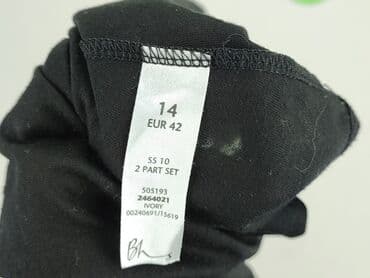 14
EUR 42
SS 10
2 PART SET
505193
2464021
IVORY
00240691/15619